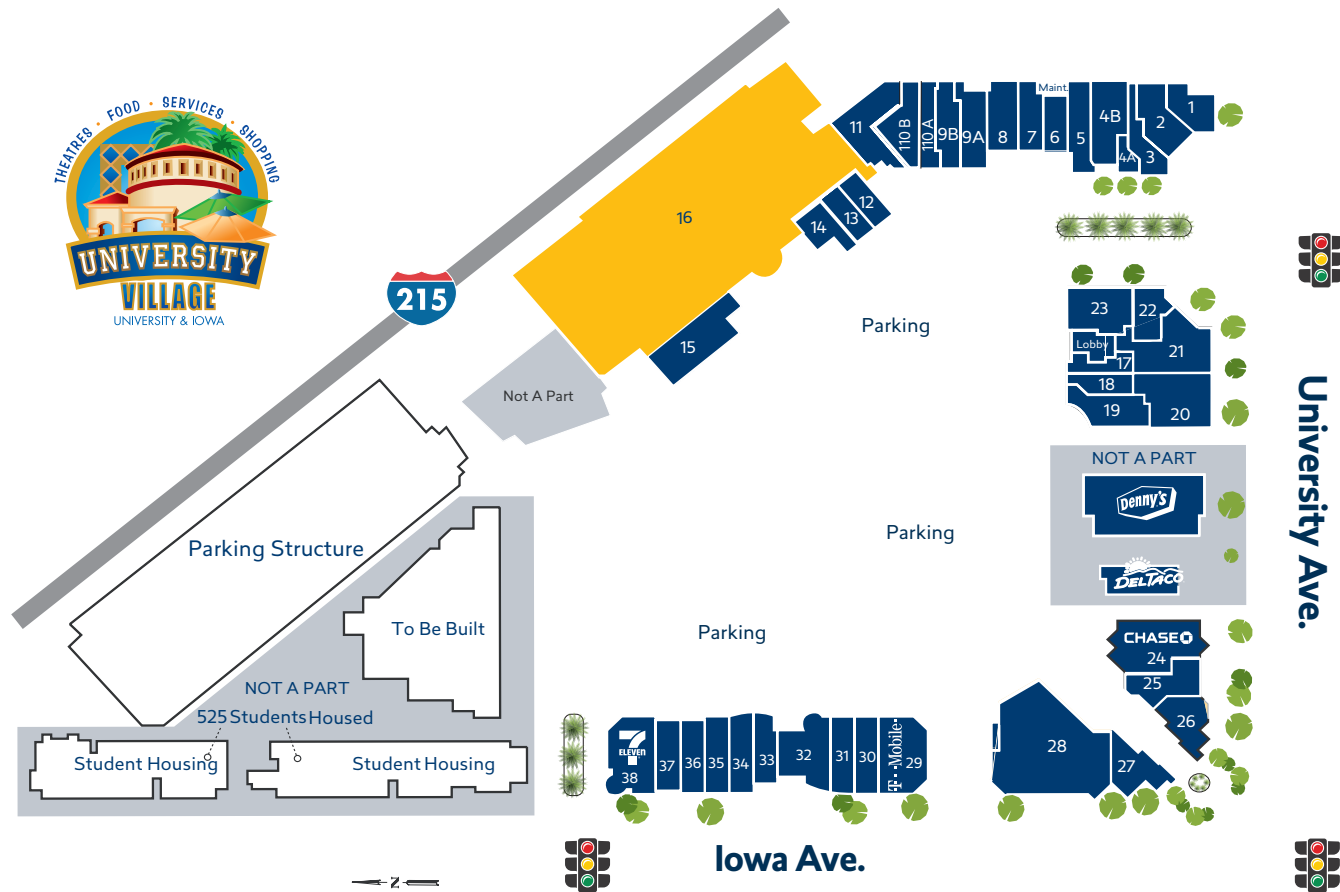 THEATRES · FOOD · SERVICES · SHOPPING
UNIVERSITY
VILLAGE
UNIVERSITY & IOWA
215
16
11
110 B
110 A
9B
9A
8
7
Maint.
6
5
4B
4A
3
2
1
12
13
14
15
Not A Part
Parking
23
22
Lobby
17
21
18
19
20
University Ave.
NOT A PART
Denny's
DEL TACO
Parking
Parking Structure
To Be Built
Parking
NOT A PART
525 Students Housed
Student Housing
Student Housing
CHASE
24
25
26
27
28
7
ELEVEN
38
37
36
35
34
33
32
31
30
T··Mobile·
29
Iowa Ave.
N